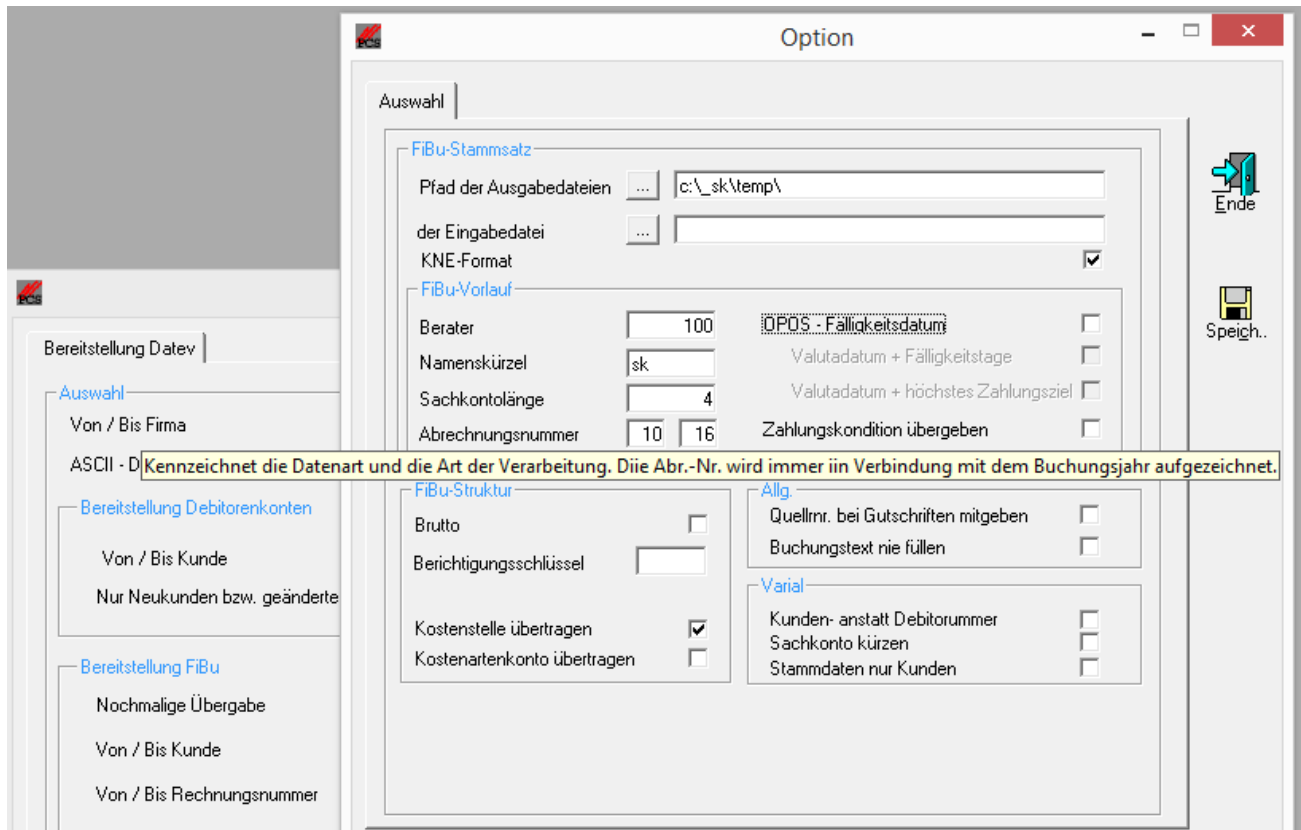 PCS
Option
Auswahl
FiBu-Stammsatz
Pfad der Ausgabedateien ... c:\_sk\temp\
der Eingabedatei ...
KNE-Format
Ende
Speich..
FiBu-Vorlauf
Berater 100
Namenskürzel sk
Sachkontolänge 4
Abrechnungsnummer 10 16
OPOS - Fälligkeitsdatum
Valutadatum + Fälligkeitstage
Valutadatum + höchstes Zahlungsziel
Zahlungskondition übergeben
Kennzeichnet die Datenart und die Art der Verarbeitung. Diie Abr.-Nr. wird immer iin Verbindung mit dem Buchungsjahr aufgezeichnet.
FiBu-Struktur
Brutto
Berichtigungsschlüssel
Kostenstelle übertragen
Kostenartenkonto übertragen
Allg.
Quellrnr. bei Gutschriften mitgeben
Buchungstext nie füllen
Varial
Kunden- anstatt Debitorummer
Sachkonto kürzen
Stammdaten nur Kunden
PCS
Bereitstellung Datev
Auswahl
Von / Bis Firma
ASCII - D
Bereitstellung Debitorenkonten
Von / Bis Kunde
Nur Neukunden bzw. geänderte
Bereitstellung FiBu
Nochmalige Übergabe
Von / Bis Kunde
Von / Bis Rechnungsnummer